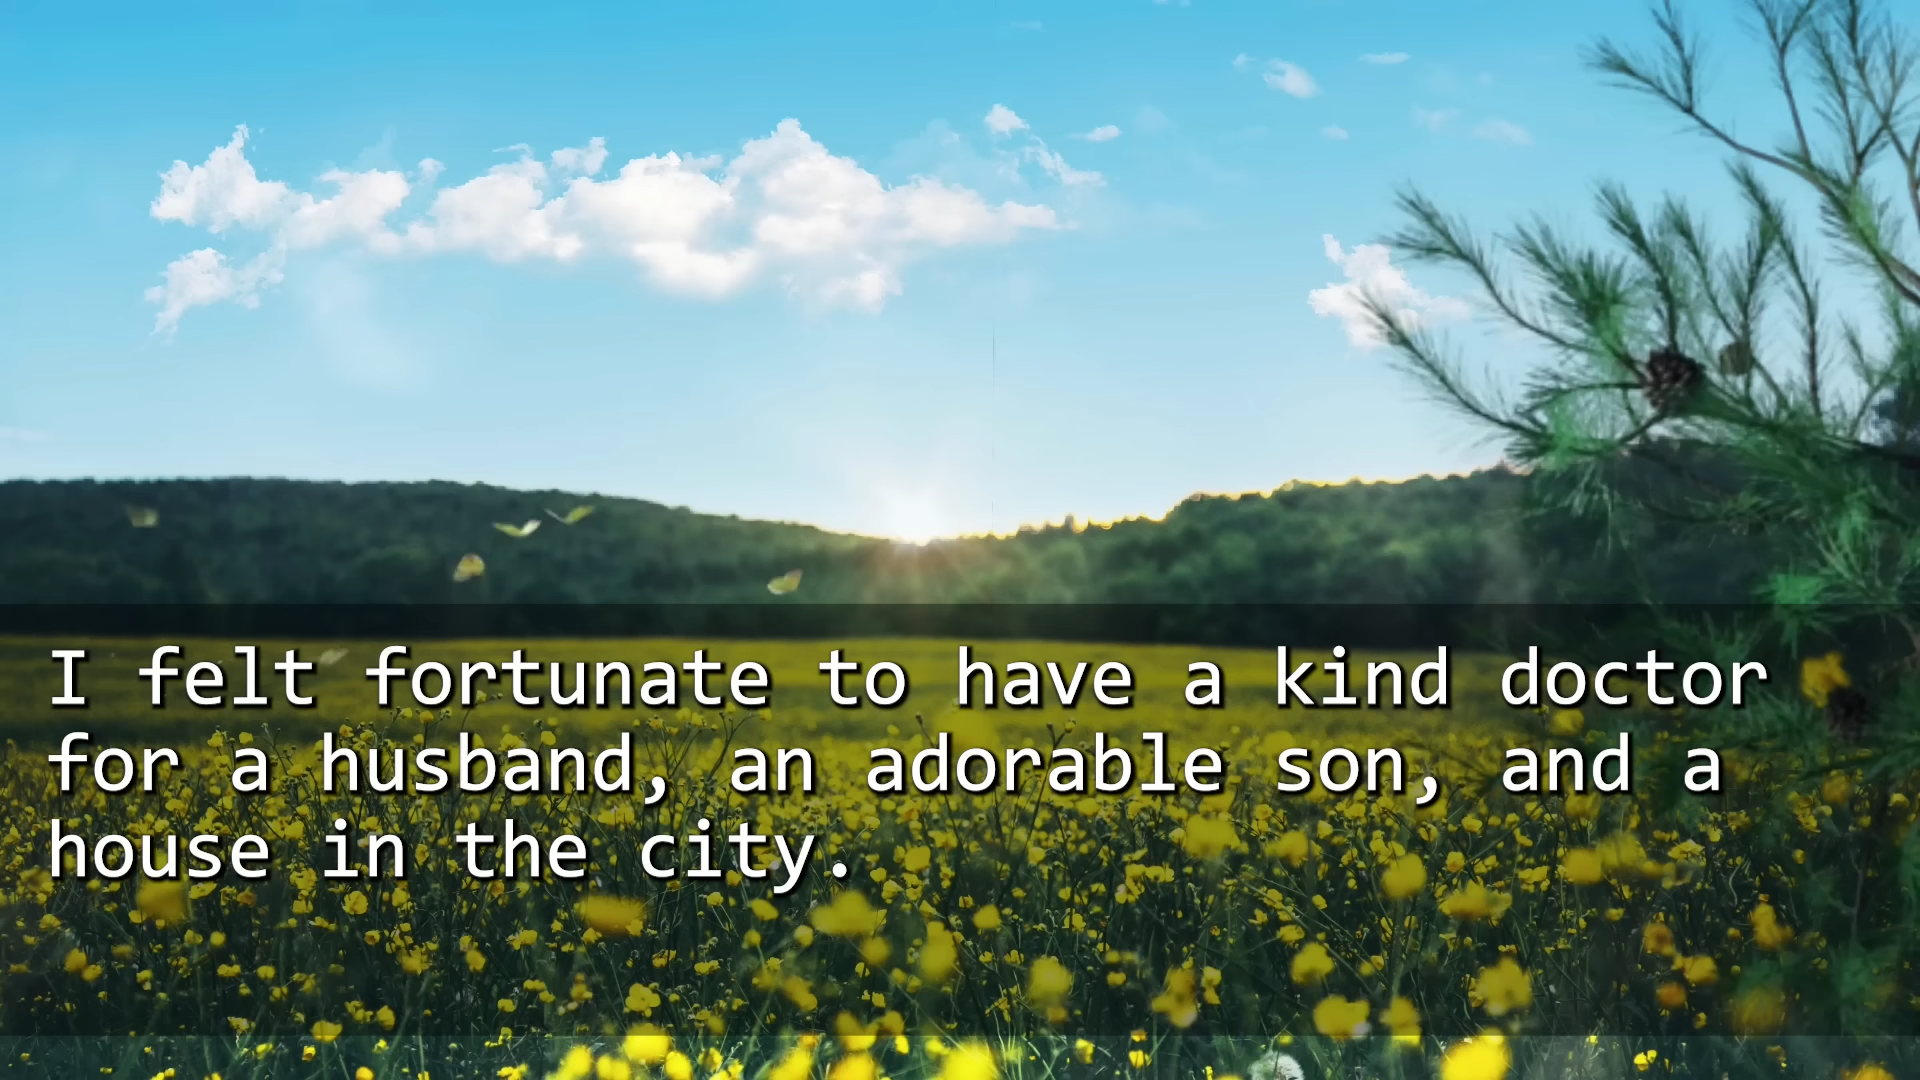 I felt fortunate to have a kind doctor
for a husband, an adorable son, and a
house in the city.